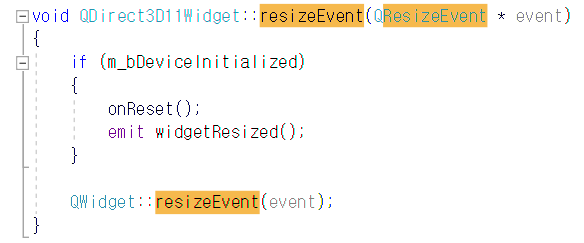 void QDirect3D11Widget::resizeEvent(QResizeEvent * event)
{
if (m_bDeviceInitialized)
{
onReset();
emit widgetResized();
}
QWidget::resizeEvent(event);
}